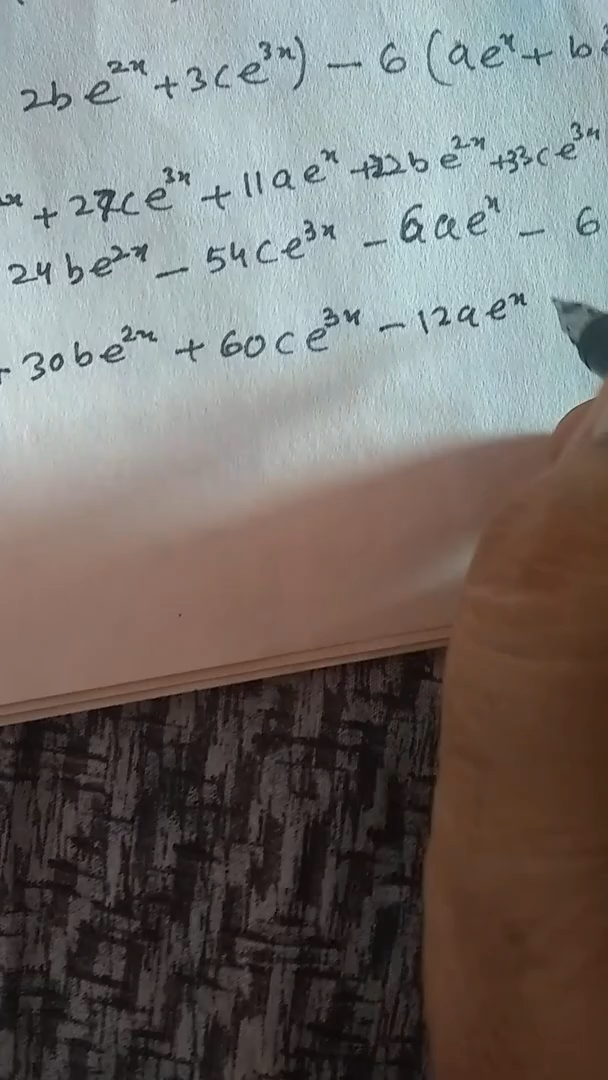 2be^{2x} + 3ce^{3x}) - 6 (ae^x + b
+ 27ce^{3x} + 11ae^x + 22be^{2x} + 33ce^{3x}
24be^{2x} - 54ce^{3x} - 6ae^x - 6
30be^{2x} + 60ce^{3x} - 12ae^x